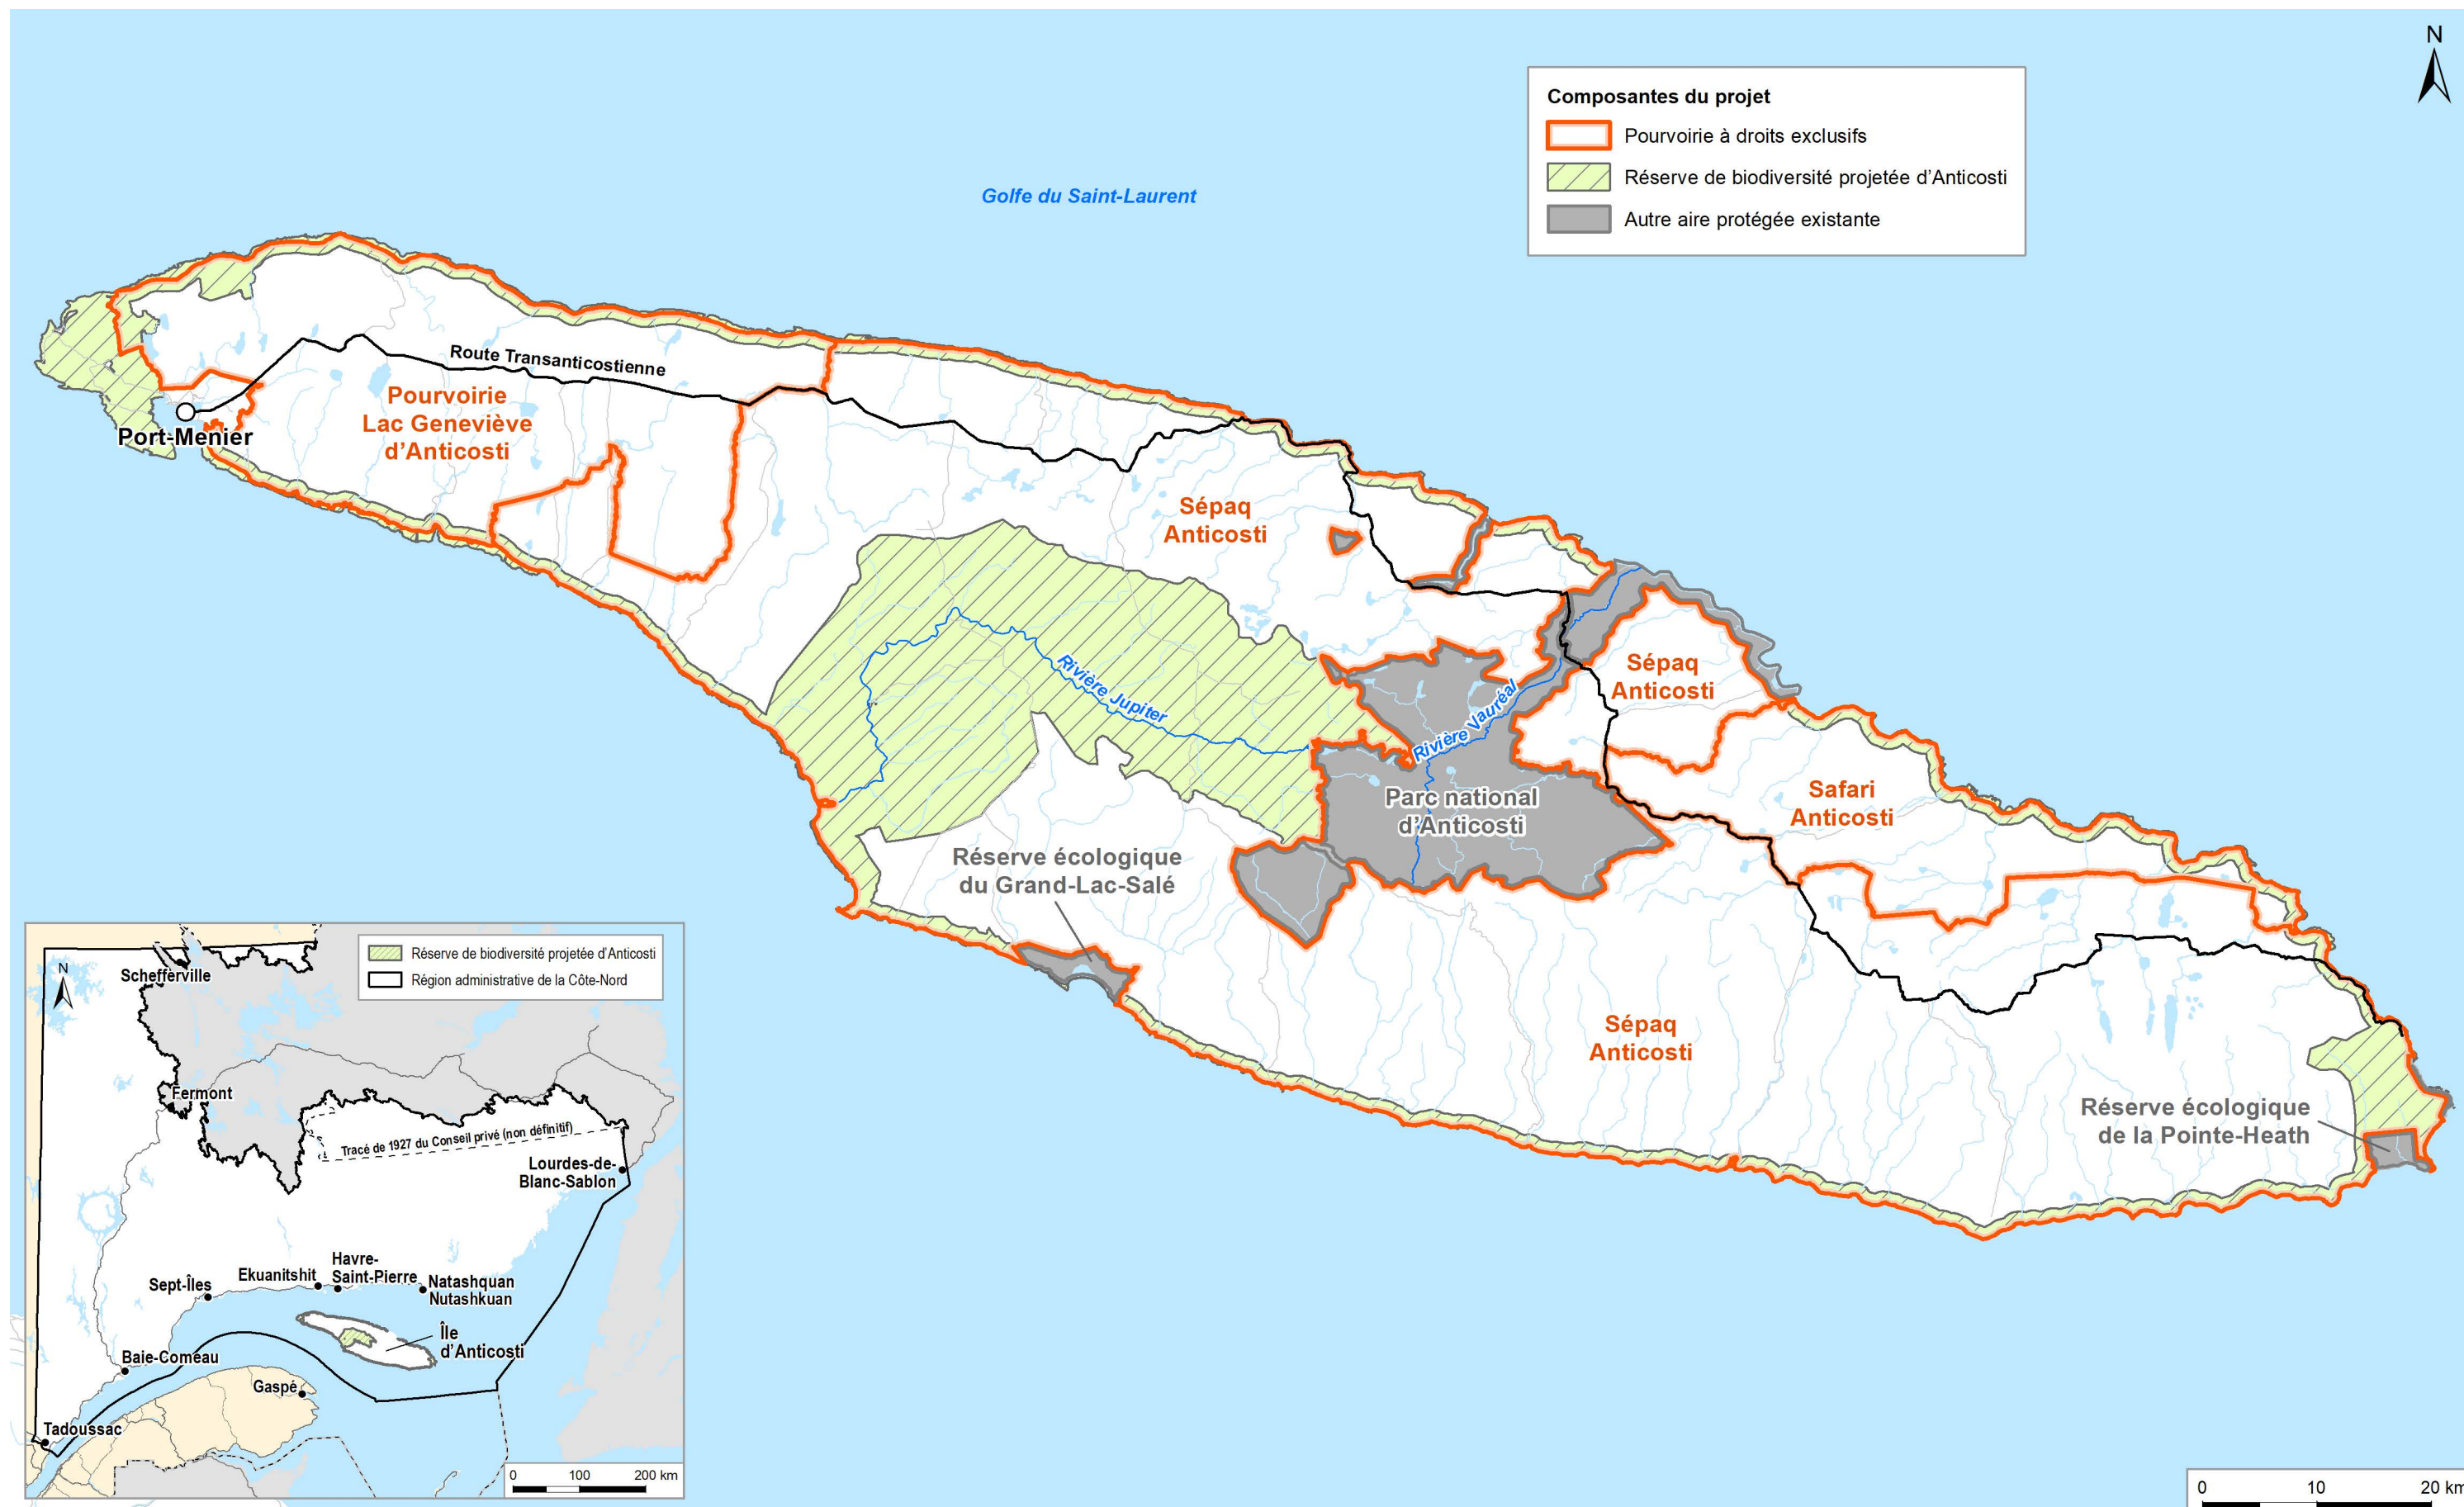 N
Composantes du projet
Pourvoirie à droits exclusifs
Réserve de biodiversité projetée d'Anticosti
Autre aire protégée existante
Golfe du Saint-Laurent
Route Transanticostienne
Pourvoirie
Lac Geneviève
d'Anticosti
Port-Menier
Sépaq
Anticosti
Rivière Jupiter
Rivière Vauréal
Sépaq
Anticosti
Parc national
d'Anticosti
Safari
Anticosti
Réserve écologique
du Grand-Lac-Salé
Sépaq
Anticosti
Réserve écologique
de la Pointe-Heath
Réserve de biodiversité projetée d'Anticosti
Région administrative de la Côte-Nord
N
Schefferville
Fermont
Tracé de 1927 du Conseil privé (non définitif)
Lourdes-de-
Blanc-Sablon
Havre-
Saint-Pierre
Ekuanitshit
Sept-Îles
Natashquan
Nutashkuan
Île
d'Anticosti
Baie-Comeau
Gaspé
Tadoussac
0 100 200 km
0 10 20 km